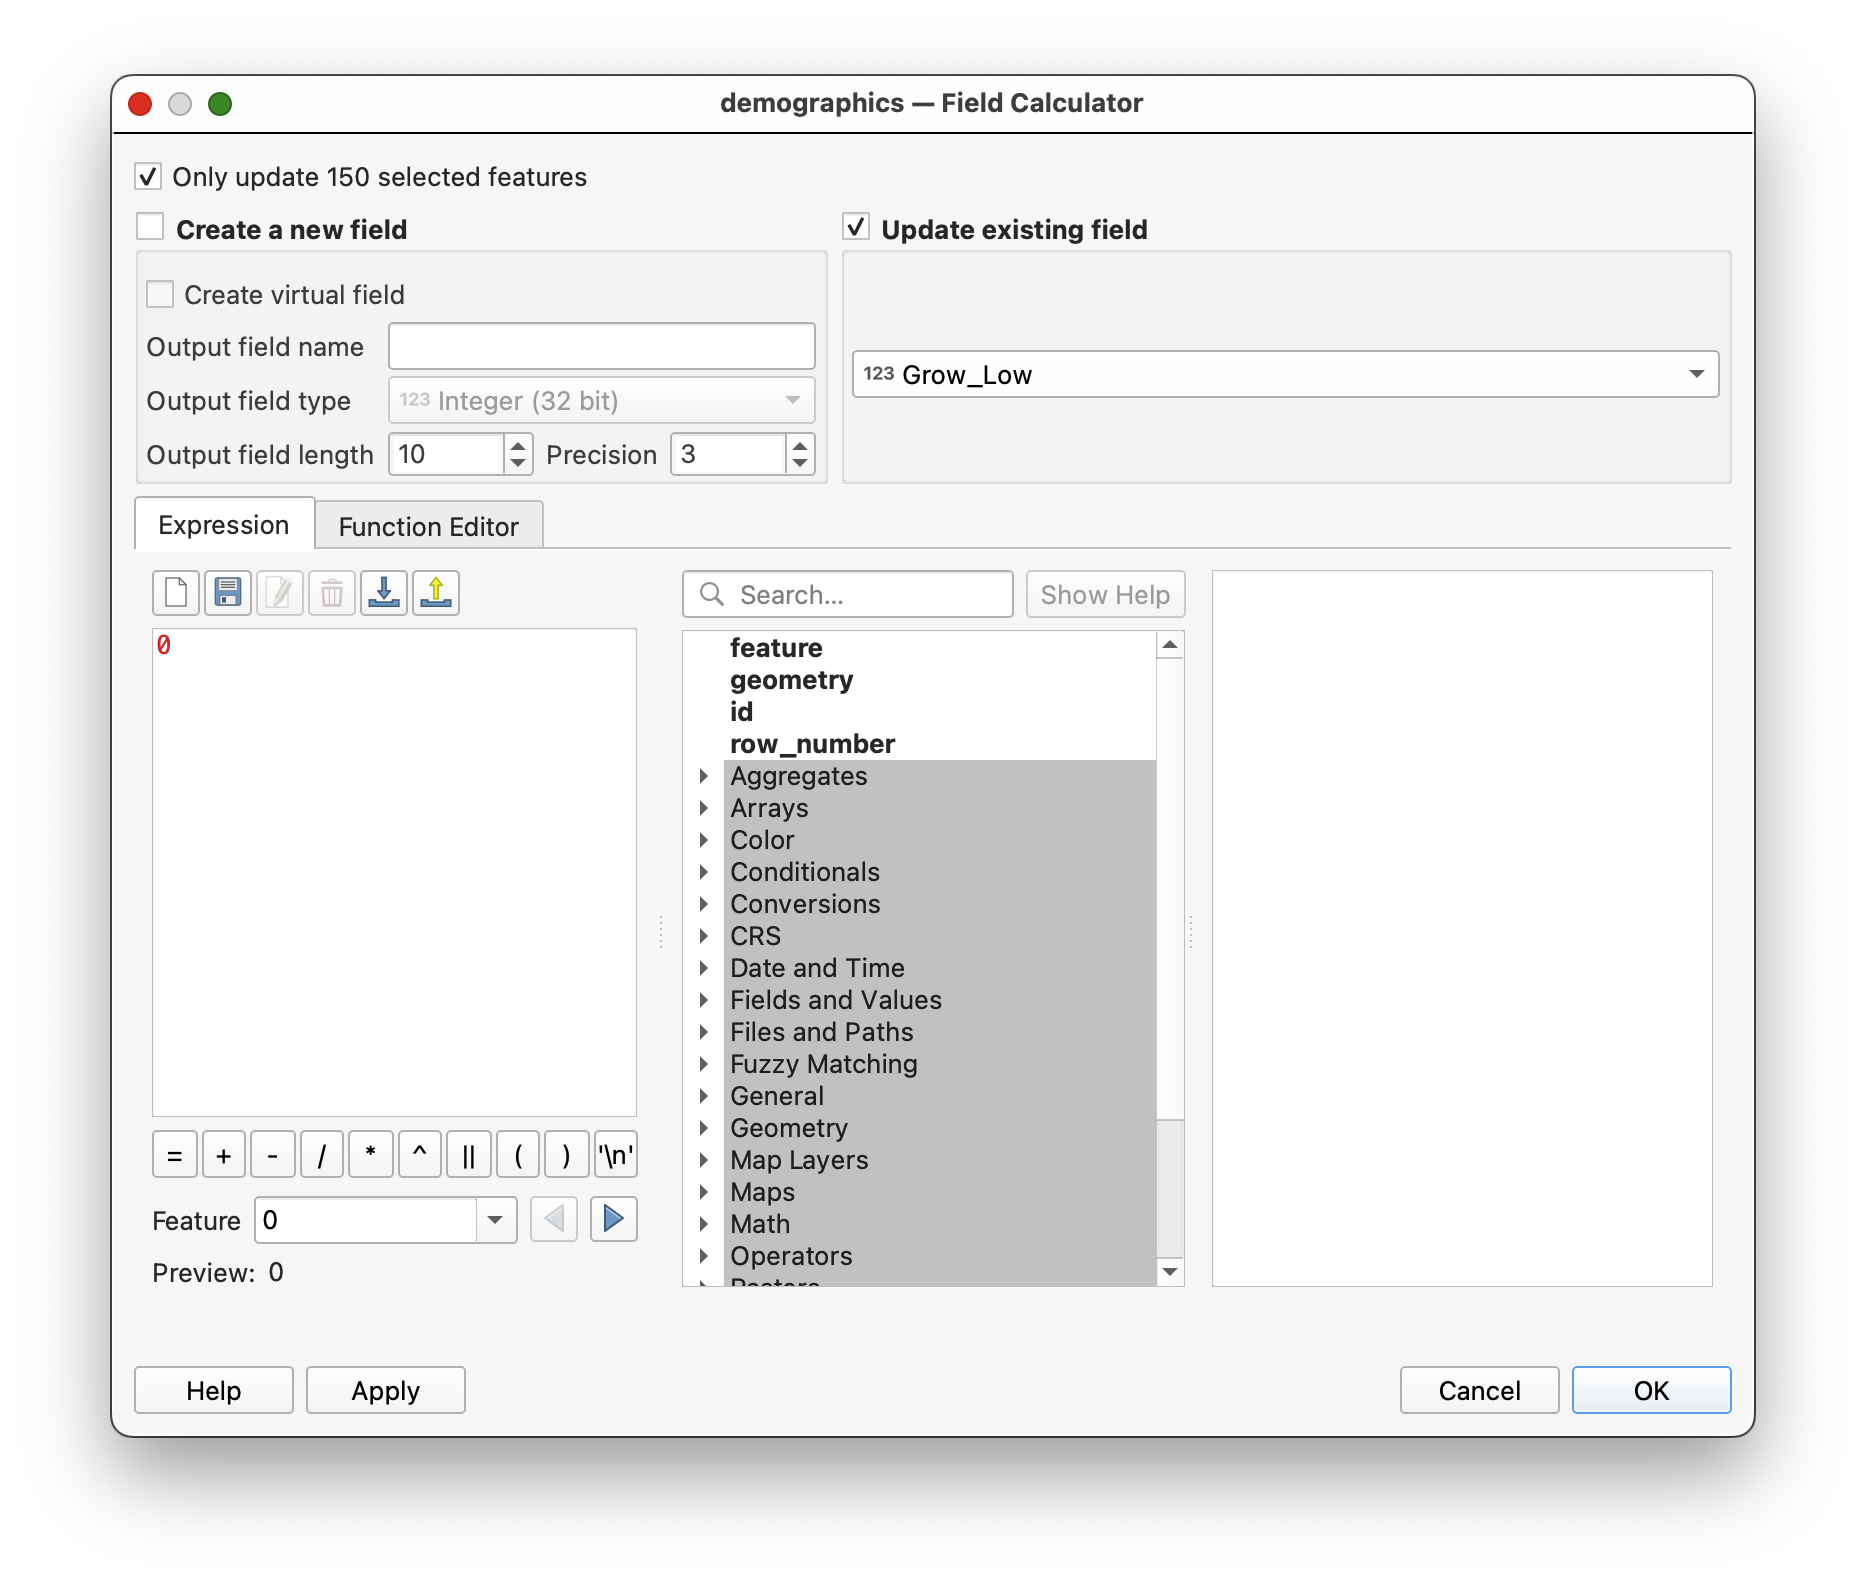 demographics — Field Calculator
Only update 150 selected features
Create a new field
Update existing field
Create virtual field
Output field name
123 Grow_Low
Output field type 123 Integer (32 bit)
Output field length 10 Precision 3
Expression Function Editor
Search... Show Help
0
feature
geometry
id
row_number
Aggregates
Arrays
Color
Conditionals
Conversions
CRS
Date and Time
Fields and Values
Files and Paths
Fuzzy Matching
General
Geometry
Map Layers
Maps
Math
Operators
Rasters
= + - / * ^ || ( ) '\n'
Feature 0
Preview: 0
Help Apply Cancel OK